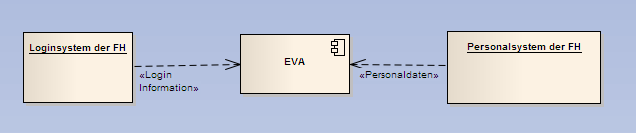 Loginsystem der FH
EVA
Personalsystem der FH
«Login
Information»
«Personaldaten»